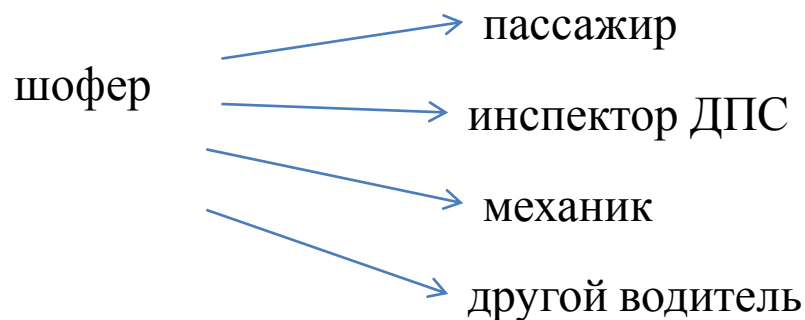 пассажир
шофер
инспектор ДПС
механик
другой водитель